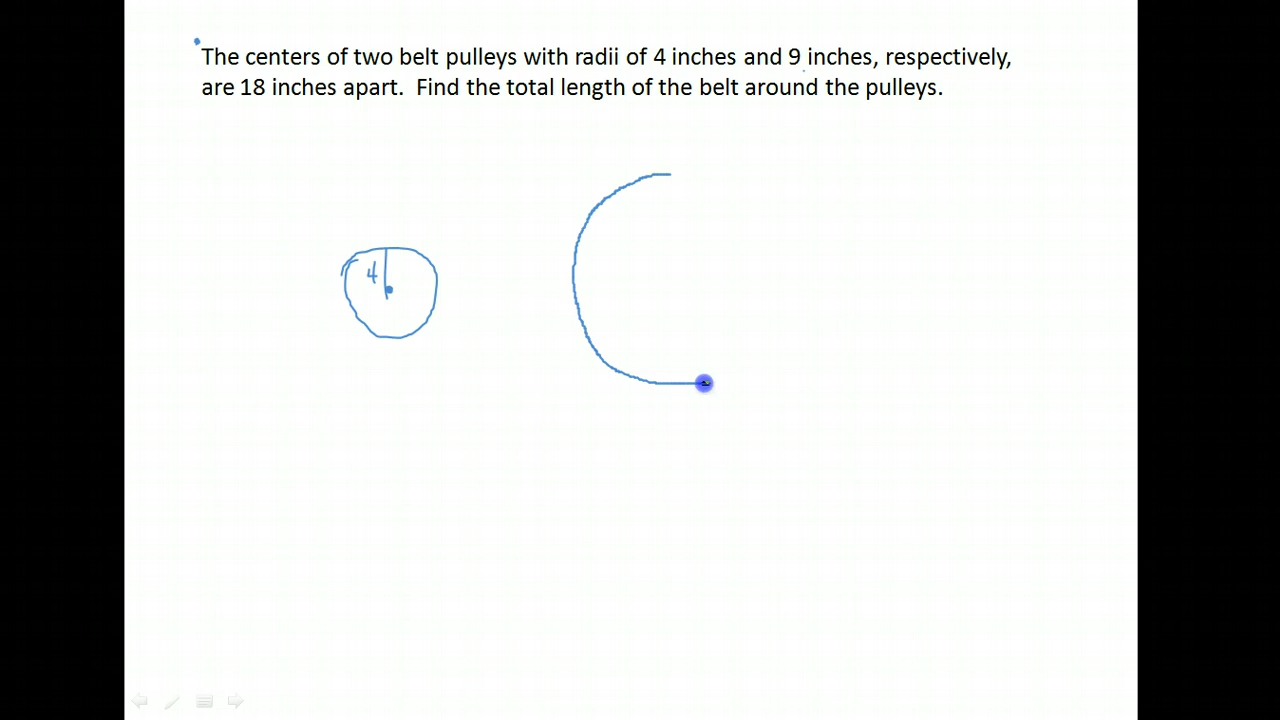 The centers of two belt pulleys with radii of 4 inches and 9 inches, respectively,
are 18 inches apart.  Find the total length of the belt around the pulleys.
4